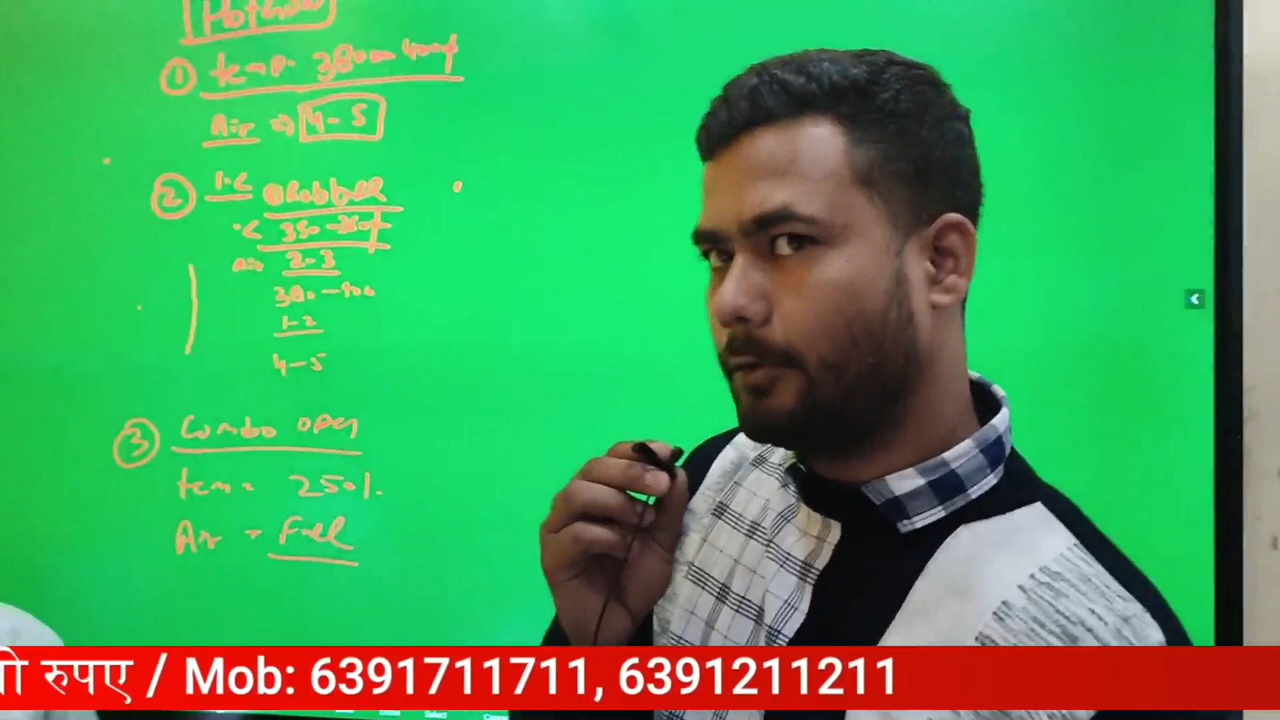 ① temp. 380
Air ⇒ 4-5
②
350
Air 2-3
380-400
1-2
4-5
③ Combo open
tem= 250%.
Air = Full
रुपए / Mob: 6391711711, 6391211211